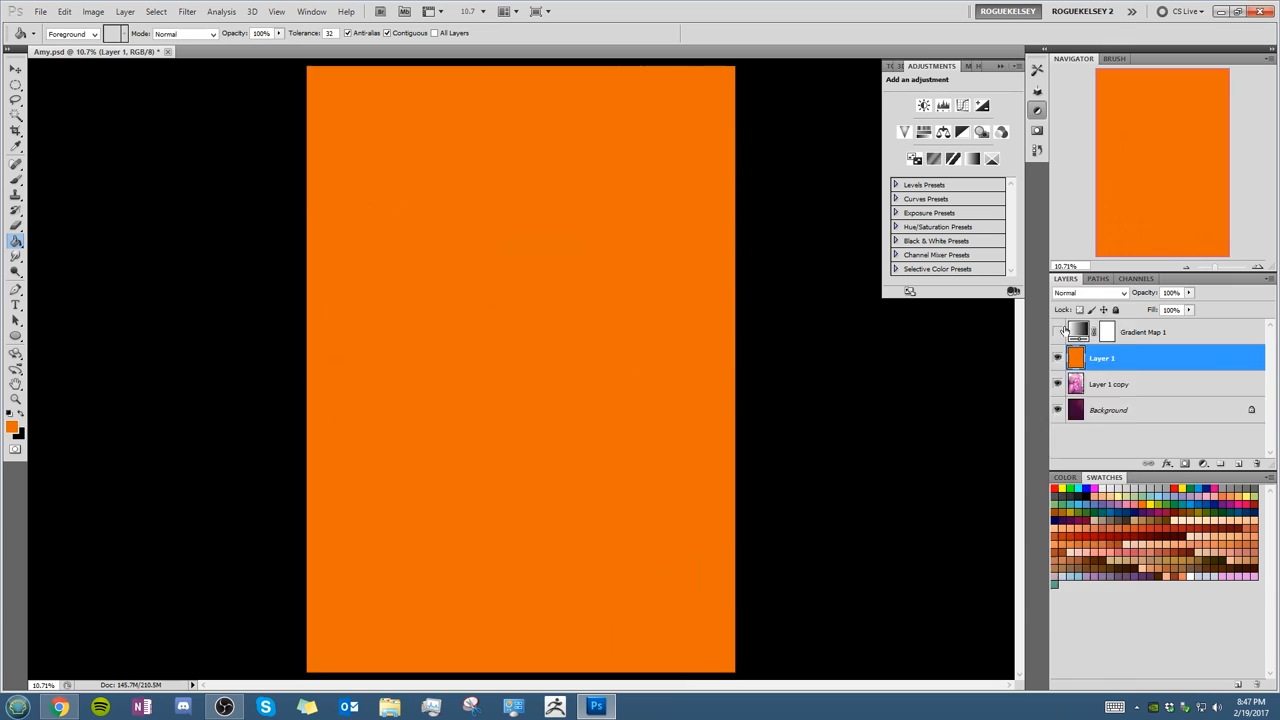 Ps File Edit Image Layer Select Filter Analysis 3D View Window Help Br Mb 10.7 ROGUEKELSEY ROGUEKELSEY 2 CS Live
Foreground Mode: Normal Opacity: 100% Tolerance: 32 Anti-alias Contiguous All Layers
Amy.psd @ 10.7% (Layer 1, RGB/8) *
ADJUSTMENTS
Add an adjustment
Levels Presets
Curves Presets
Exposure Presets
Hue/Saturation Presets
Black & White Presets
Channel Mixer Presets
Selective Color Presets
NAVIGATOR BRUSH
10.71%
LAYERS PATHS CHANNELS
Normal Opacity: 100%
Lock: Fill: 100%
Gradient Map 1
Layer 1
Layer 1 copy
Background
COLOR SWATCHES
10.71% Doc: 145.7M/210.5M
Ps
8:47 PM
2/19/2017